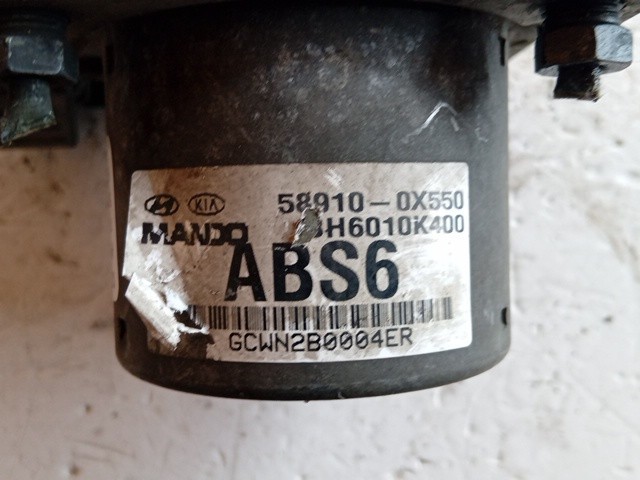 KIA 58910-0X550
MANDO H6010K400
ABS6
GCWN2B0004ER